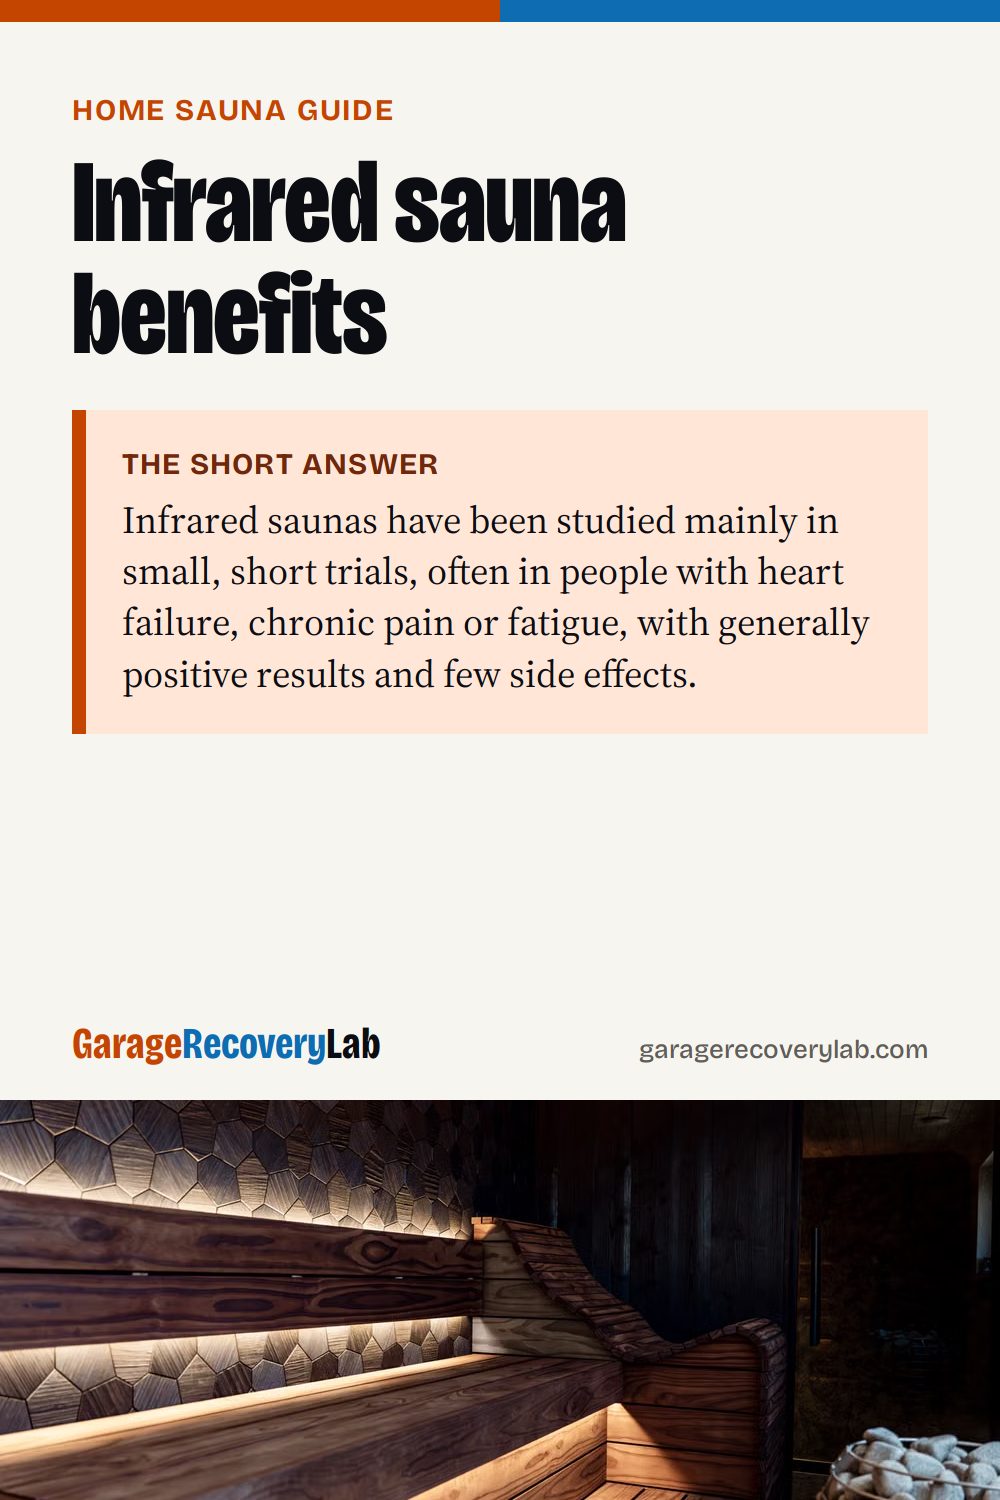 HOME SAUNA GUIDE
Infrared sauna
benefits
THE SHORT ANSWER
Infrared saunas have been studied mainly in
small, short trials, often in people with heart
failure, chronic pain or fatigue, with generally
positive results and few side effects.
GarageRecoveryLab
garagerecoverylab.com